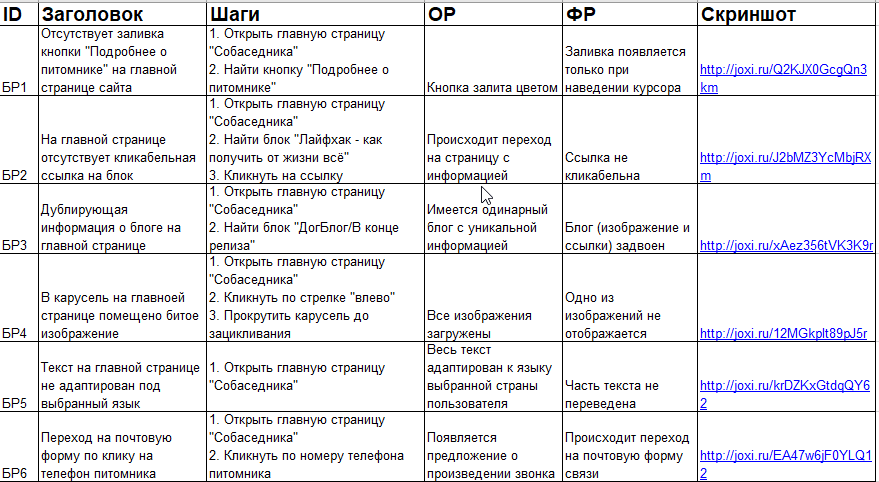 ID Заголовок Шаги ОР ФР Скриншот
БР1
Отсутствует заливка
кнопки "Подробнее о
питомнике" на главной
странице сайта
1. Открыть главную страницу
"Собаседника"
2. Найти кнопку "Подробнее о
питомнике"
Кнопка залита цветом
Заливка появляется
только при
наведении курсора
http://joxi.ru/Q2KJX0GcgQn3
km
БР2
На главной странице
отсутствует кликабельная
ссылка на блок
1. Открыть главную страницу
"Собаседника"
2. Найти блок "Лайфхак - как
получить от жизни всё"
3. Кликнуть на ссылку
Происходит переход
на страницу с
информацией
Ссылка не
кликабельна
http://joxi.ru/J2bMZ3YcMbjRX
m
БР3
Дублирующая
информация о блоге на
главной странице
1. Открыть главную страницу
"Собаседника"
2. Найти блок "ДогБлог/В конце
релиза"
Имеется одинарный
блог с уникальной
информацией
Блог (изображение и
ссылки) задвоен
http://joxi.ru/xAez356tVK3K9r
БР4
В карусель на главноей
странице помещено битое
изображение
1. Открыть главную страницу
"Собаседника"
2. Кликнуть по стрелке "влево"
3. Прокрутить карусель до
зацикливания
Все изображения
загружены
Одно из
изображений не
отображается
http://joxi.ru/12MGkplt89pJ5r
БР5
Текст на главной странице
не адаптирован под
выбранный язык
1. Открыть главную страницу
"Собаседника"
Весь текст
адаптирован к языку
выбранной страны
пользователя
Часть текста не
переведена
http://joxi.ru/krDZKxGtdqQY6
2
БР6
Переход на почтовую
форму по клику на
телефон питомника
1. Открыть главную страницу
"Собаседника"
2. Кликнуть по номеру телефона
питомника
Появляется
предложение о
произведении звонка
Происходит переход
на почтовую форму
связи
http://joxi.ru/EA47w6jF0YLQ1
2